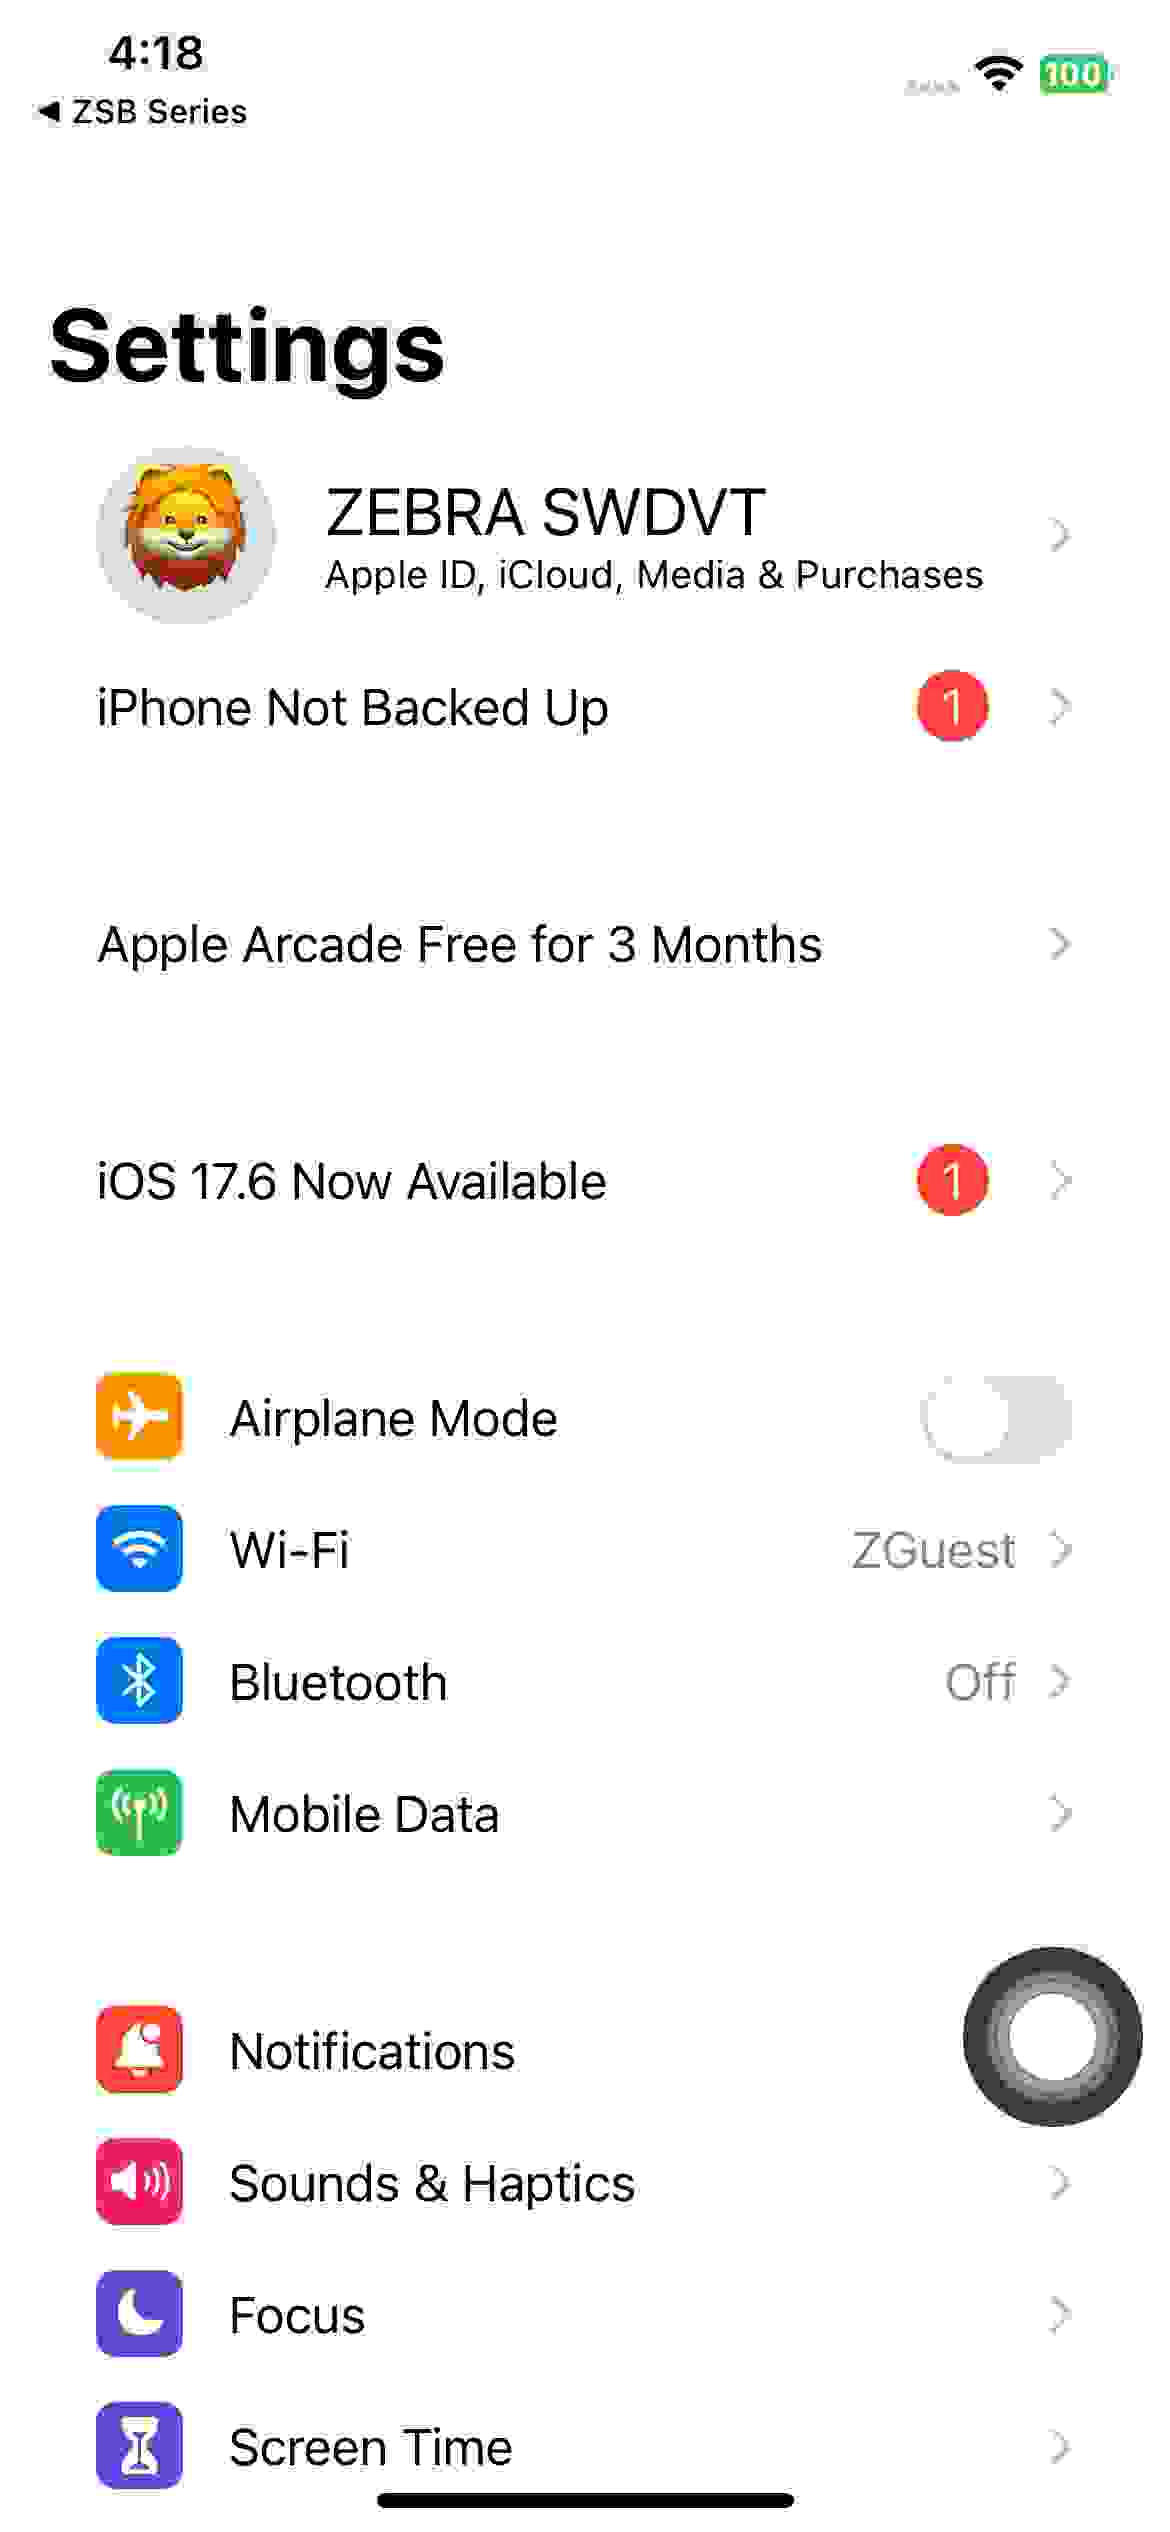 4:18
100
◀ ZSB Series
Settings
ZEBRA SWDVT
Apple ID, iCloud, Media & Purchases
iPhone Not Backed Up 1
Apple Arcade Free for 3 Months
iOS 17.6 Now Available 1
Airplane Mode
Wi-Fi ZGuest
Bluetooth Off
Mobile Data
Notifications
Sounds & Haptics
Focus
Screen Time